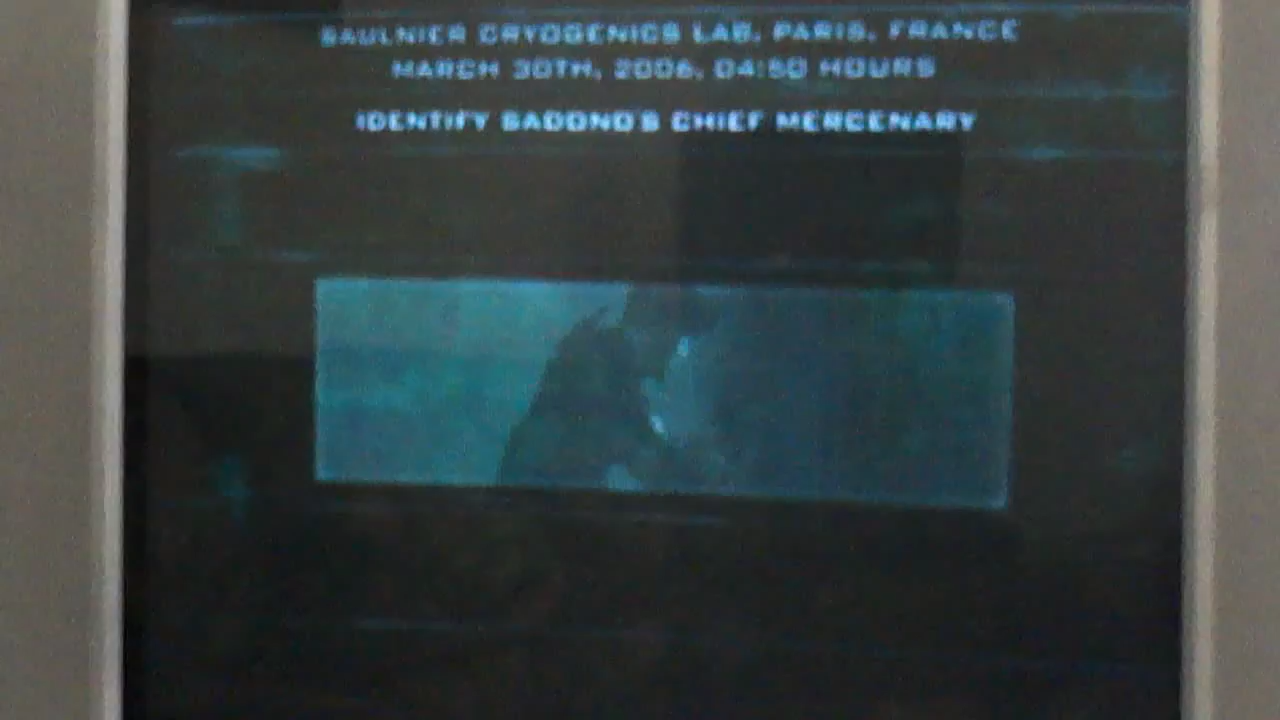 SAULNIER CRYOGENICS LAB, PARIS, FRANCE
MARCH 30TH, 2006, 04:50 HOURS
IDENTIFY SADONO'S CHIEF MERCENARY